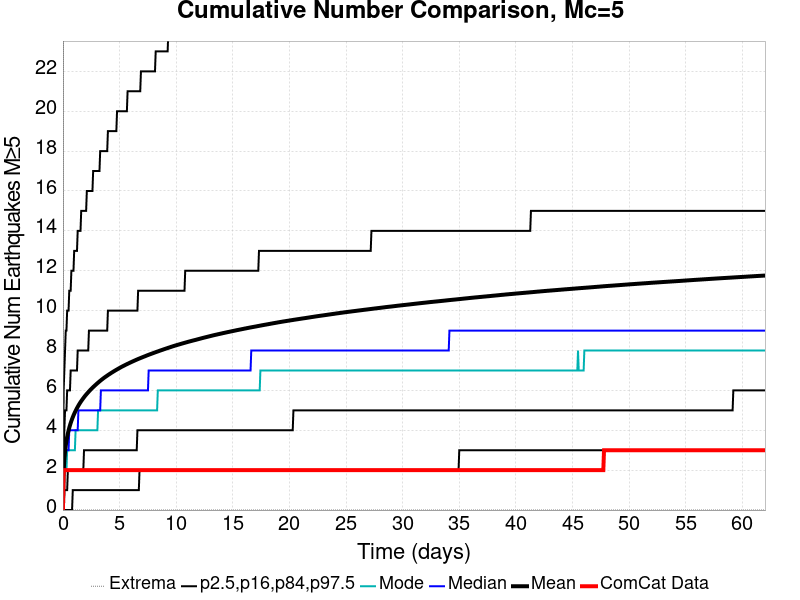 Cumulative Number Comparison, Mc=5
Cumulative Num Earthquakes M≥5
22
20
18
16
14
12
10
8
6
4
2
0
0 5 10 15 20 25 30 35 40 45 50 55 60
Time (days)
Extrema p2.5,p16,p84,p97.5 Mode Median Mean ComCat Data